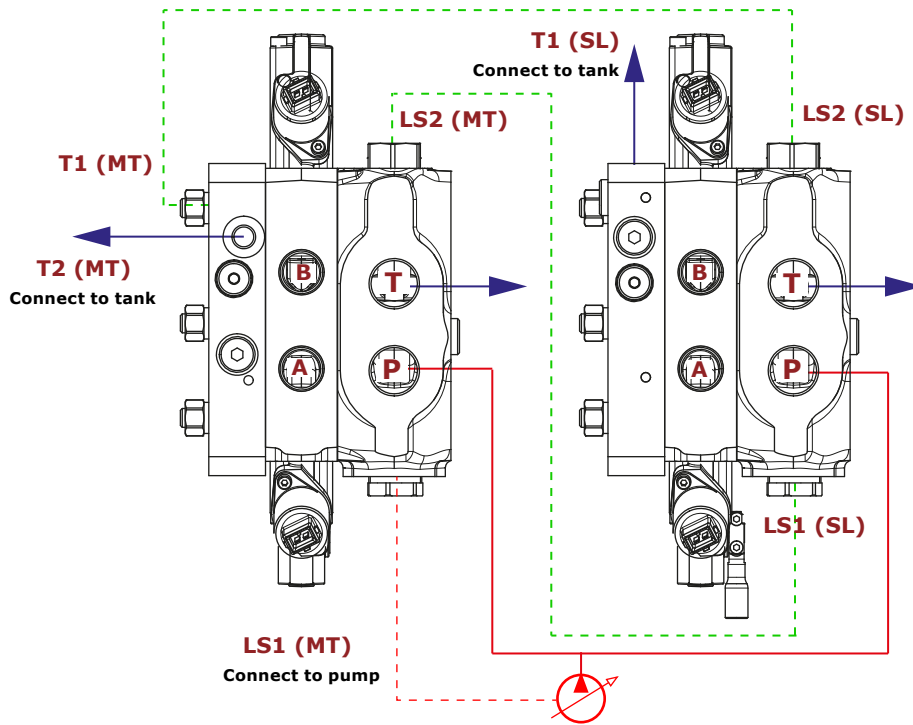 T1 (SL)
Connect to tank
LS2 (MT)
LS2 (SL)
T1 (MT)
T2 (MT)
Connect to tank
B
T
B
T
A
P
A
P
LS1 (SL)
LS1 (MT)
Connect to pump